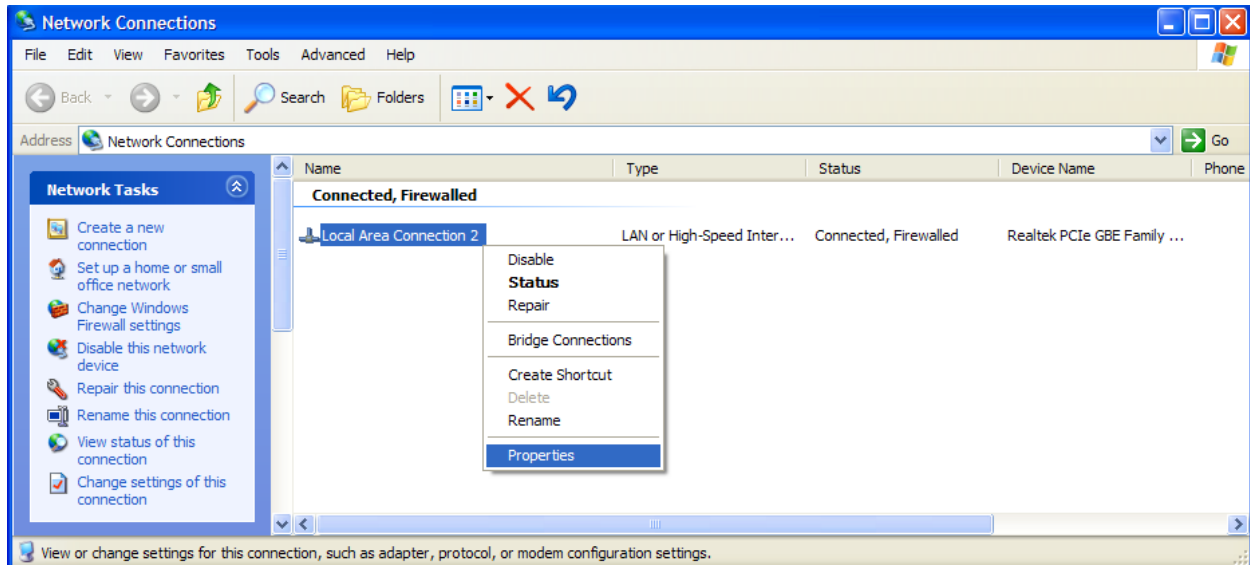 Network Connections
File Edit View Favorites Tools Advanced Help
Back Search Folders
Address Network Connections Go
Name Type Status Device Name Phone
Network Tasks
Connected, Firewalled
Create a new
connection
Local Area Connection 2 LAN or High-Speed Inter... Connected, Firewalled Realtek PCIe GBE Family ...
Set up a home or small
office network
Change Windows
Firewall settings
Disable this network
device
Repair this connection
Rename this connection
View status of this
connection
Change settings of this
connection
Disable
Status
Repair
Bridge Connections
Create Shortcut
Delete
Rename
Properties
View or change settings for this connection, such as adapter, protocol, or modem configuration settings.